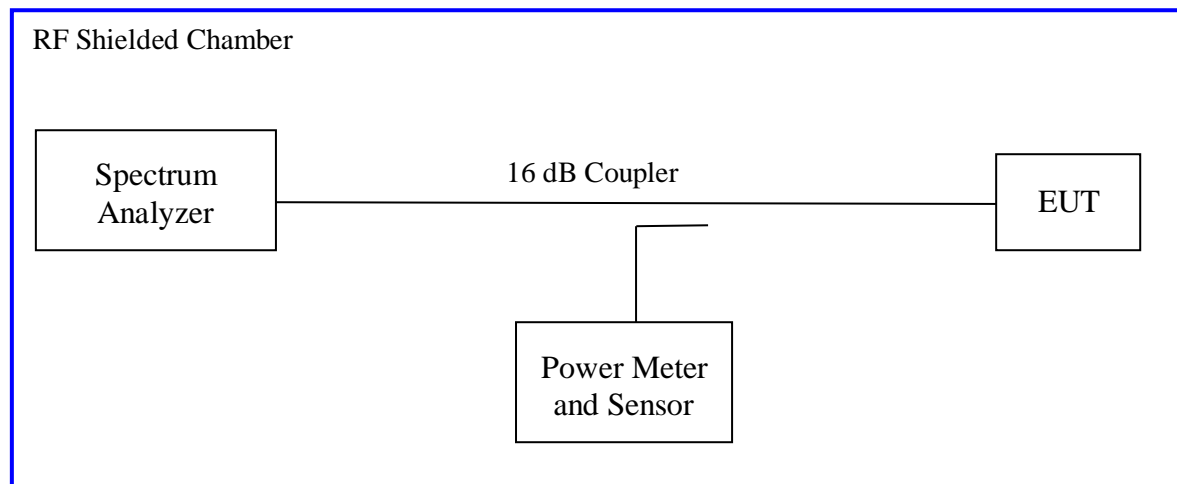 RF Shielded Chamber
Spectrum
Analyzer
16 dB Coupler
EUT
Power Meter
and Sensor